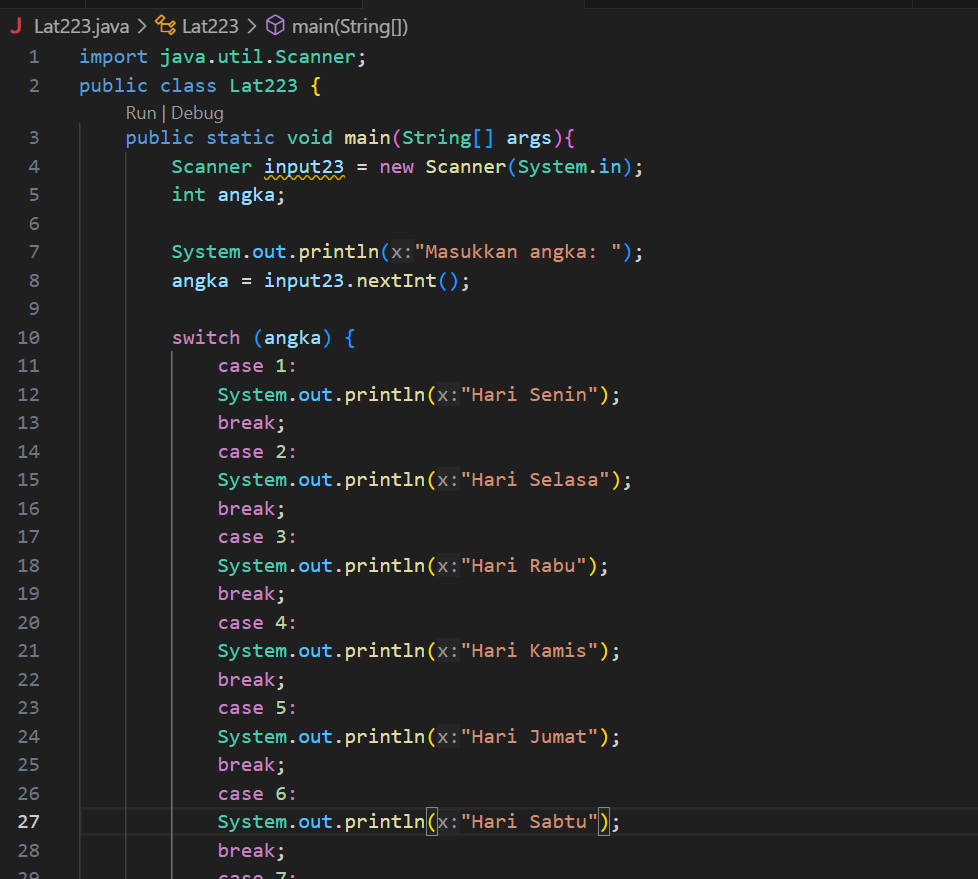 Lat223.java > Lat223 > main(String[])
1 import java.util.Scanner;
2 public class Lat223 {
Run | Debug
3 public static void main(String[] args){
4 Scanner input23 = new Scanner(System.in);
5 int angka;
6
7 System.out.println(x:"Masukkan angka: ");
8 angka = input23.nextInt();
9
10 switch (angka) {
11 case 1:
12 System.out.println(x:"Hari Senin");
13 break;
14 case 2:
15 System.out.println(x:"Hari Selasa");
16 break;
17 case 3:
18 System.out.println(x:"Hari Rabu");
19 break;
20 case 4:
21 System.out.println(x:"Hari Kamis");
22 break;
23 case 5:
24 System.out.println(x:"Hari Jumat");
25 break;
26 case 6:
27 System.out.println(x:"Hari Sabtu");
28 break;
29 case 7: